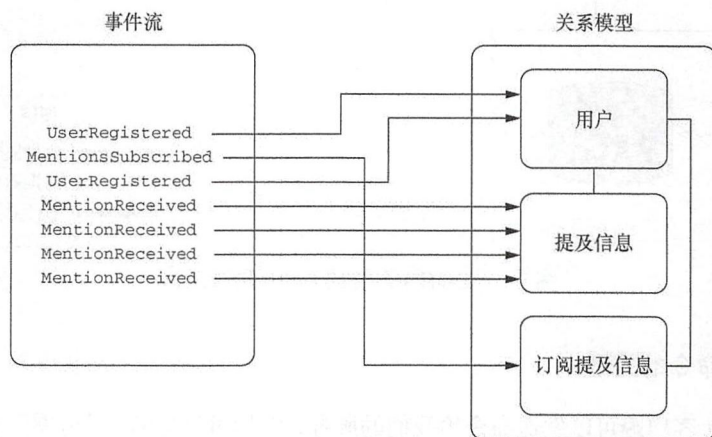 事件流
关系模型
UserRegistered
MentionsSubscribed
UserRegistered
MentionReceived
MentionReceived
MentionReceived
MentionReceived
用户
提及信息
订阅提及信息